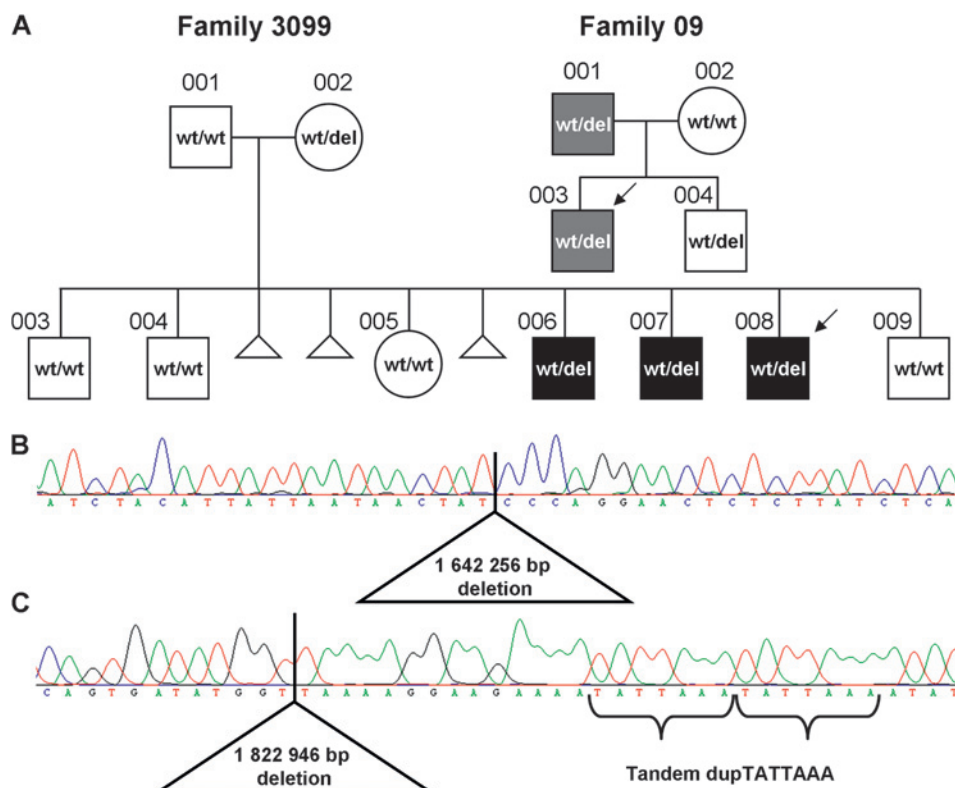 A
Family 3099
Family 09
001
002
001
002
wt/wt
wt/del
wt/del
wt/wt
003
004
wt/del
wt/del
003
004
005
006
007
008
009
wt/wt
wt/wt
wt/wt
wt/del
wt/del
wt/del
wt/wt
B
A T C T A C A T T A T T A A T A A C T A T C C C A G G A A C T C T C T T A T C T C A
1 642 256 bp
deletion
C
C A G T G A T A T G G T T A A A A G G A A G A A A A T A T T A A A T A T T A A A A T A T
1 822 946 bp
deletion
Tandem dupTATTAAA